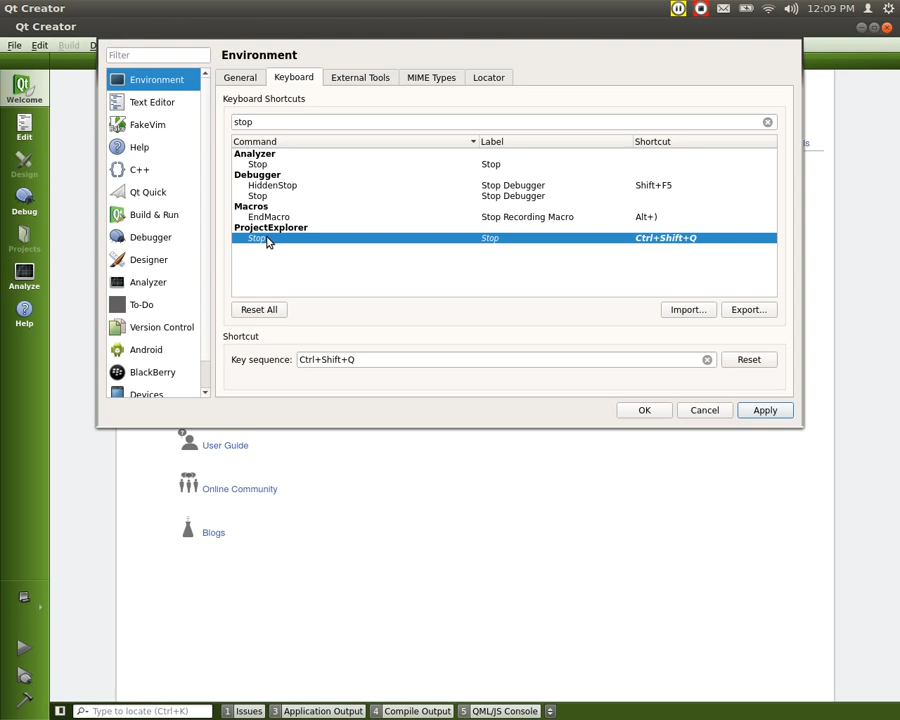 Qt Creator
12:09 PM
Qt Creator
File Edit Build D
Filter
Environment
Environment
Text Editor
FakeVim
Help
C++
Qt Quick
Build & Run
Debugger
Designer
Analyzer
To-Do
Version Control
Android
BlackBerry
Devices
General Keyboard External Tools MIME Types Locator
Keyboard Shortcuts
stop
Command Label Shortcut
Analyzer
Stop Stop
Debugger
HiddenStop Stop Debugger Shift+F5
Stop Stop Debugger
Macros
EndMacro Stop Recording Macro Alt+)
ProjectExplorer
Stop Stop Ctrl+Shift+Q
Reset All Import... Export...
Shortcut
Key sequence: Ctrl+Shift+Q Reset
OK Cancel Apply
Qt
Welcome
Edit
Design
Debug
Projects
Analyze
Help
ls
User Guide
Online Community
Blogs
Type to locate (Ctrl+K) 1 Issues 3 Application Output 4 Compile Output 5 QML/JS Console